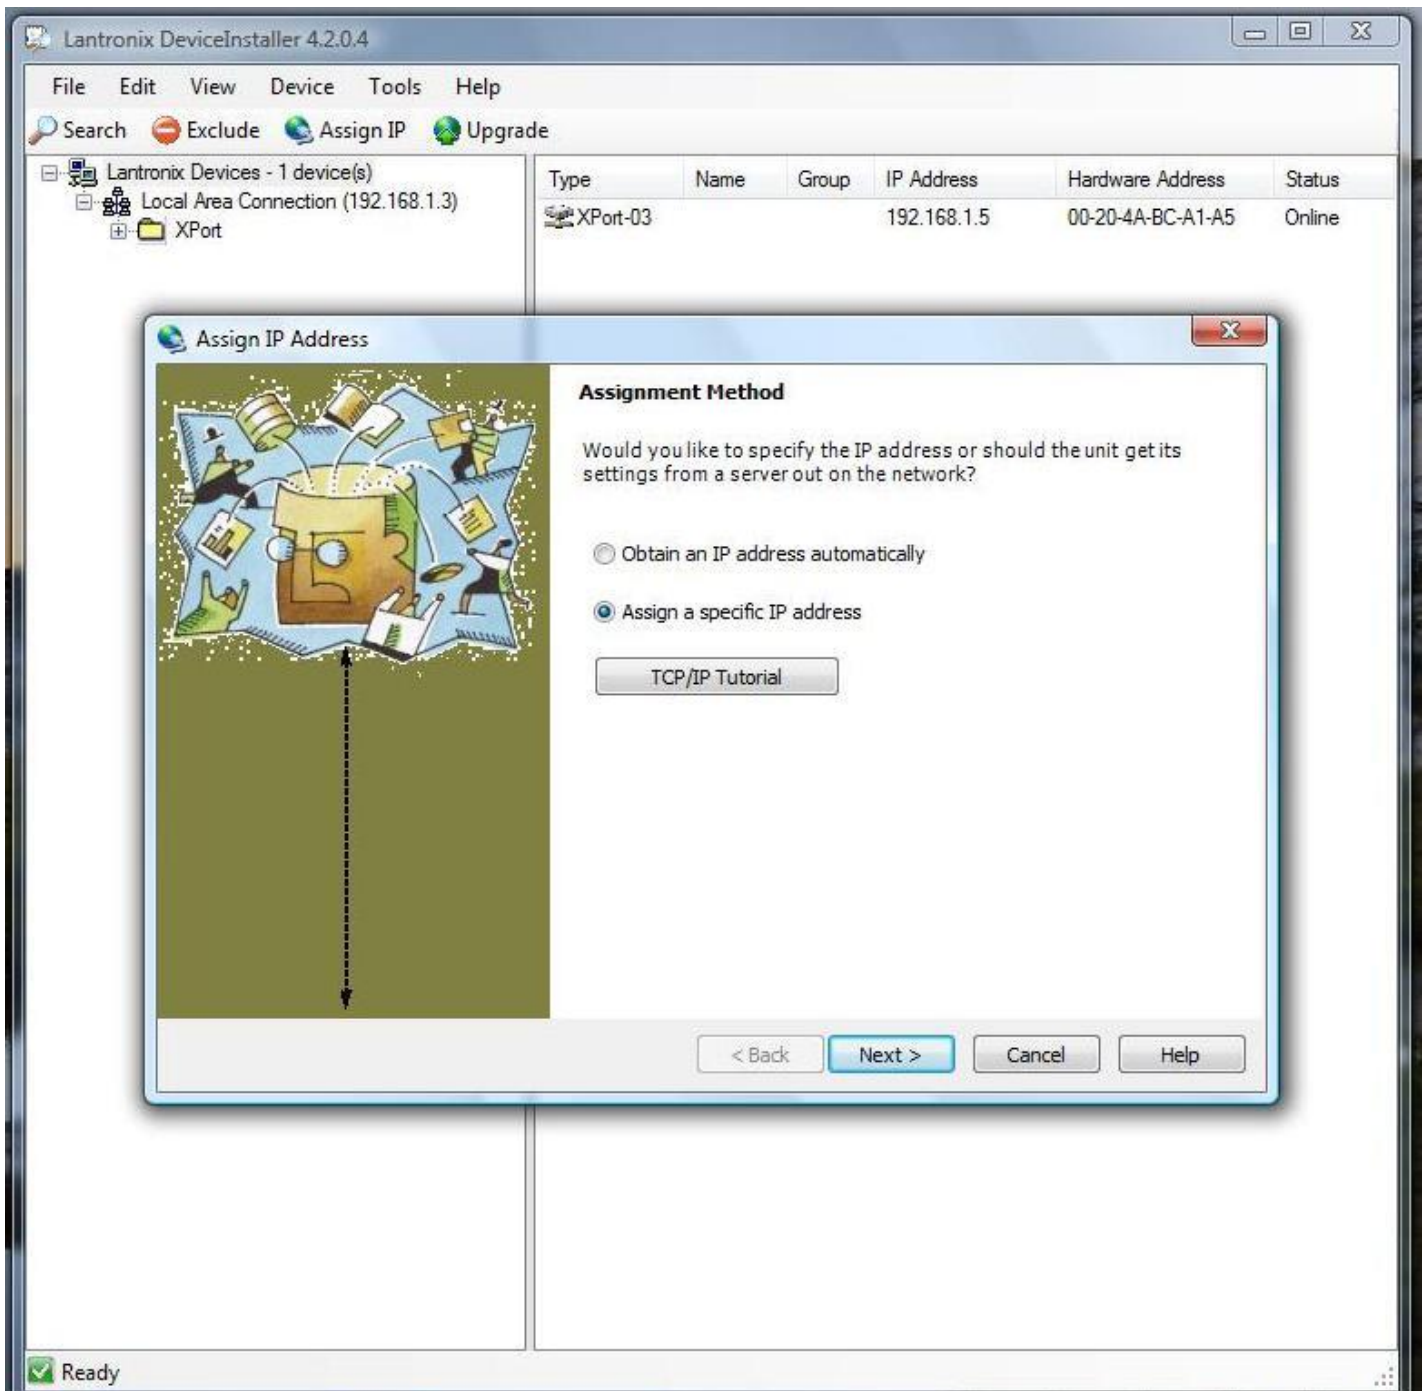 Lantronix DeviceInstaller 4.2.0.4
File Edit View Device Tools Help
Search Exclude Assign IP Upgrade
Lantronix Devices - 1 device(s)
Local Area Connection (192.168.1.3)
XPort
Type Name Group IP Address Hardware Address Status
XPort-03 192.168.1.5 00-20-4A-BC-A1-A5 Online
Assign IP Address
Assignment Method
Would you like to specify the IP address or should the unit get its
settings from a server out on the network?
Obtain an IP address automatically
Assign a specific IP address
TCP/IP Tutorial
< Back Next > Cancel Help
Ready